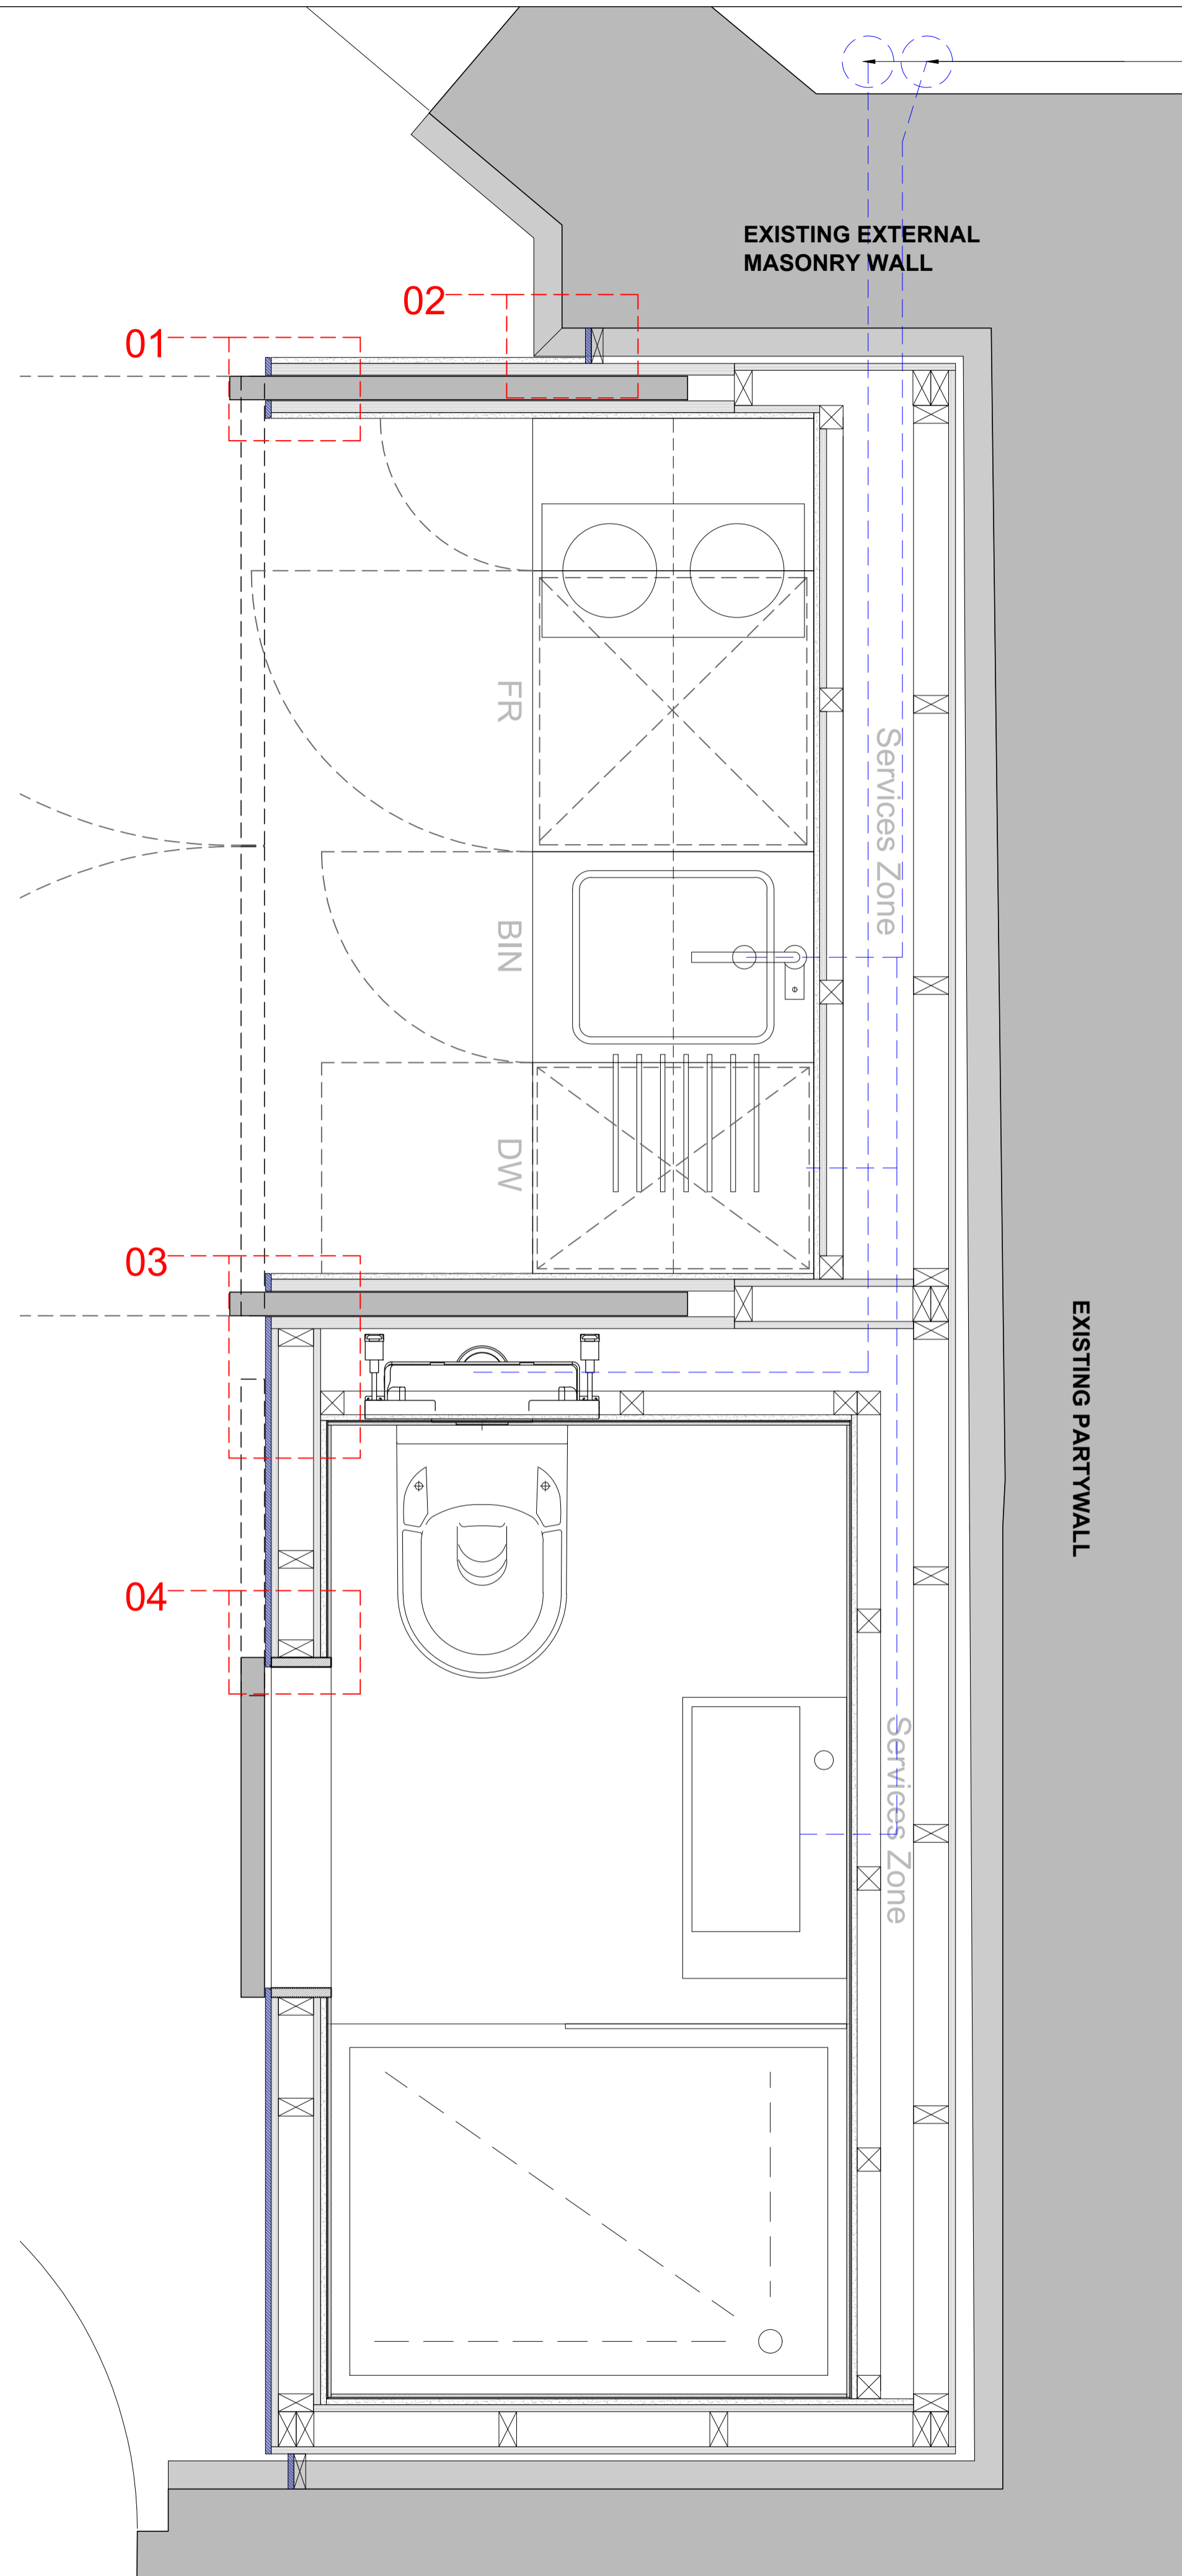 EXISTING EXTERNAL
MASONRY WALL
02
01
FR
Services Zone
BIN
DW
03
EXISTING PARTYWALL
04
Services Zone